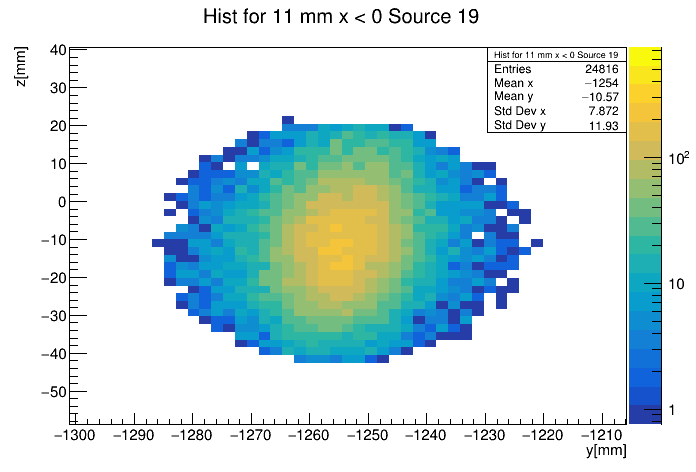 Hist for 11 mm x < 0 Source 19
z[mm]
Hist for 11 mm x < 0 Source 19
Entries 24816
Mean x −1254
Mean y −10.57
Std Dev x 7.872
Std Dev y 11.93
40
30
20
10
0
−10
−20
−30
−40
−50
10²
10
1
−1300 −1290 −1280 −1270 −1260 −1250 −1240 −1230 −1220 −1210
y[mm]